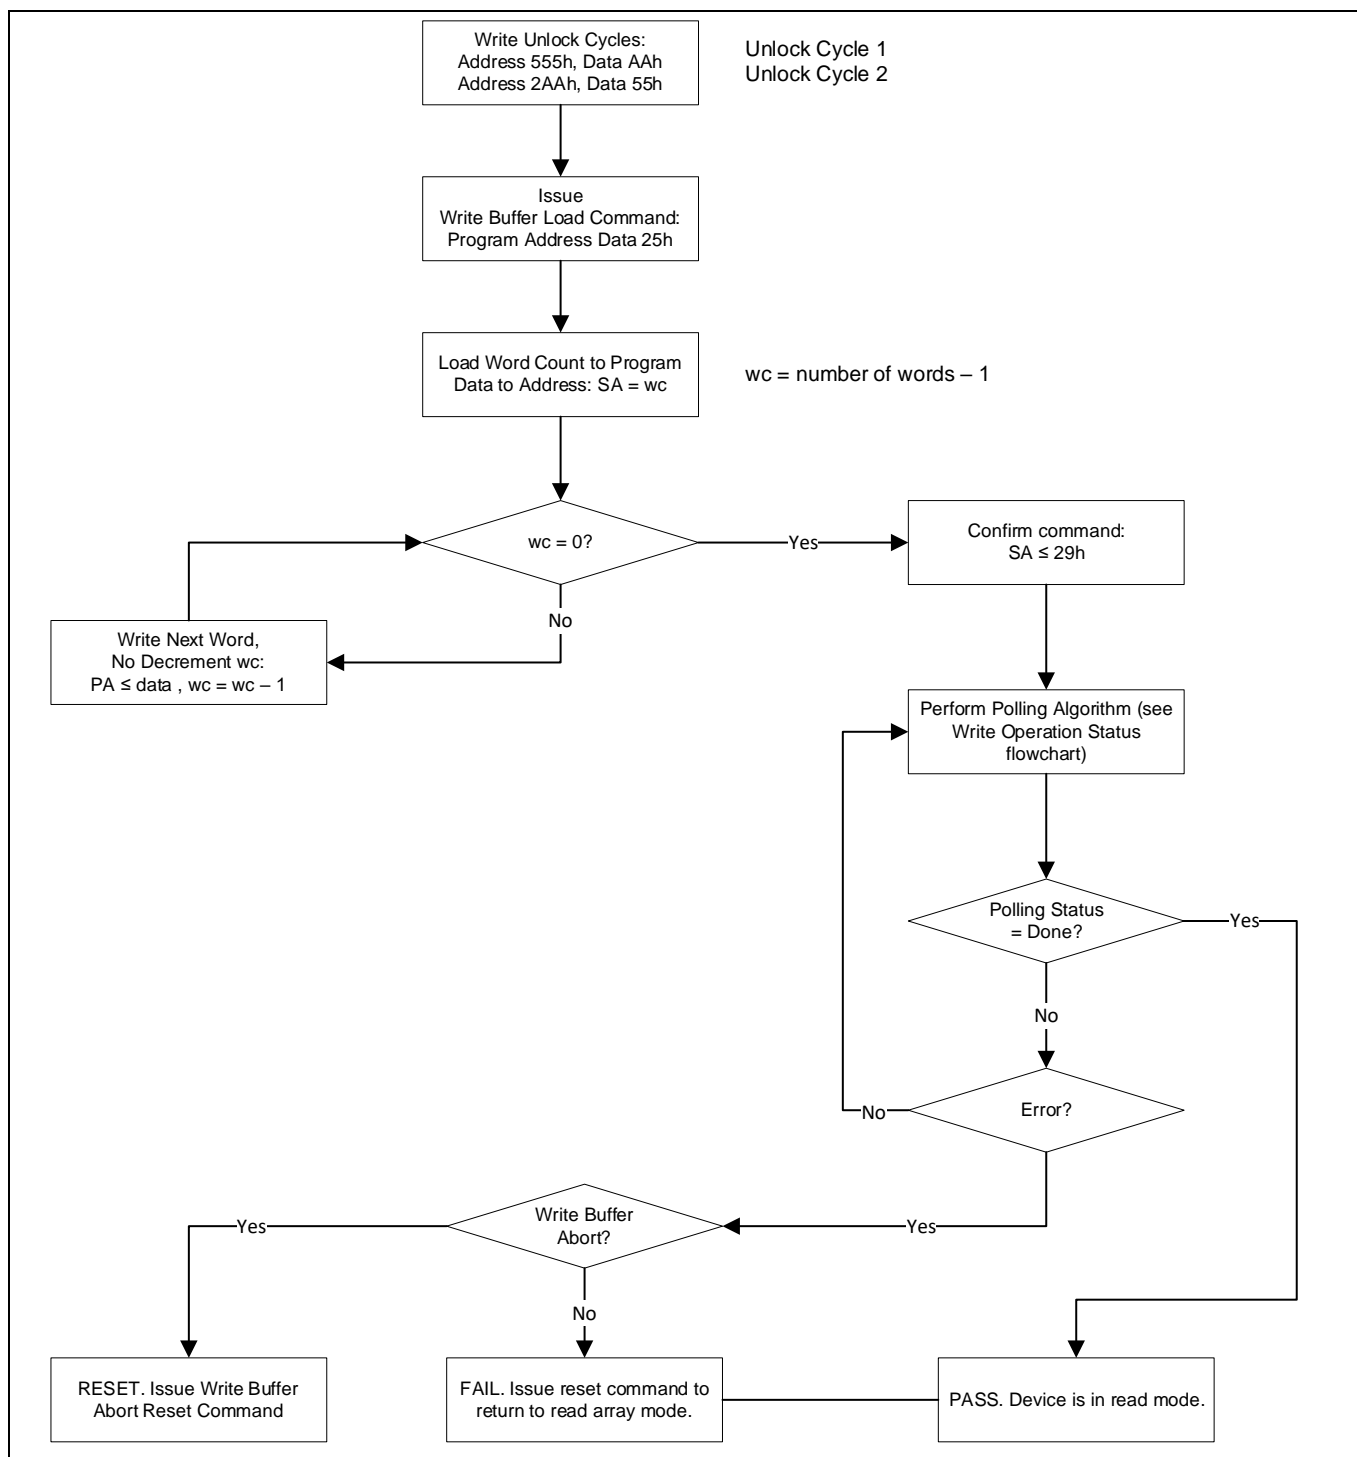 Write Unlock Cycles:
Address 555h, Data AAh
Address 2AAh, Data 55h
Unlock Cycle 1
Unlock Cycle 2
Issue
Write Buffer Load Command:
Program Address Data 25h
Load Word Count to Program
Data to Address: SA = wc
wc = number of words – 1
wc = 0?
Yes
Confirm command:
SA ≤ 29h
No
Write Next Word,
No Decrement wc:
PA ≤ data , wc = wc – 1
Perform Polling Algorithm (see
Write Operation Status
flowchart)
Polling Status
= Done?
Yes
No
Error?
No
Yes
Write Buffer
Abort?
Yes
No
RESET. Issue Write Buffer
Abort Reset Command
FAIL. Issue reset command to
return to read array mode.
PASS. Device is in read mode.